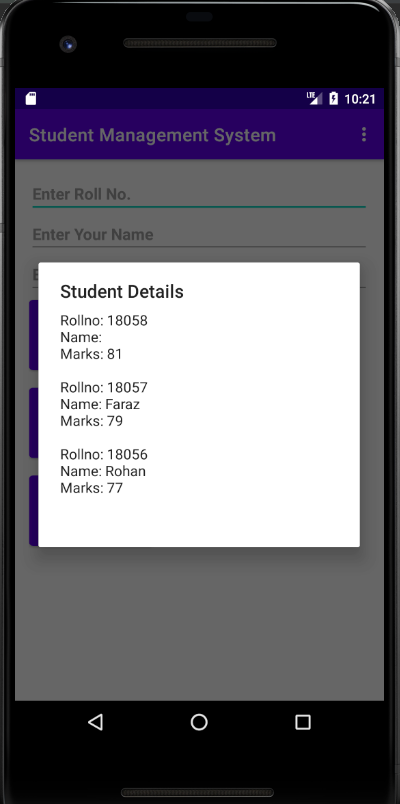 LTE 10:21
Student Management System
Enter Roll No.
Enter Your Name
E
Student Details
Rollno: 18058
Name:
Marks: 81
Rollno: 18057
Name: Faraz
Marks: 79
Rollno: 18056
Name: Rohan
Marks: 77